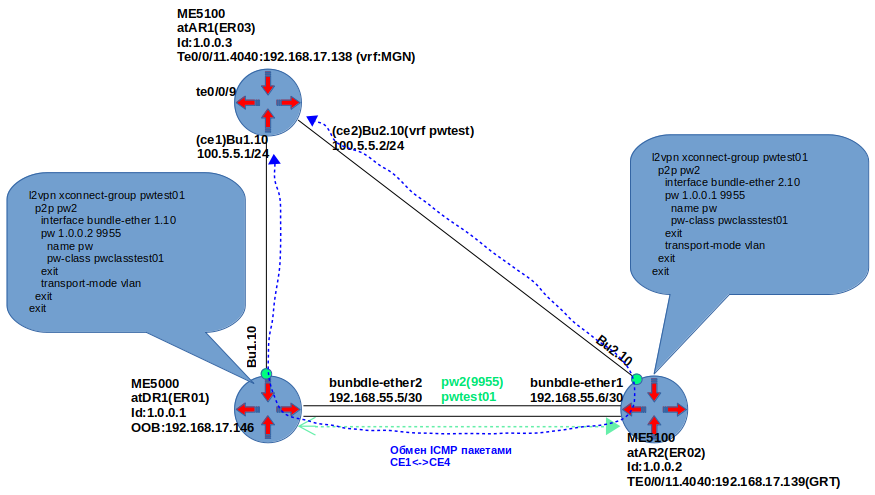 ME5100
atAR1(ER03)
Id:1.0.0.3
Te0/0/11.4040:192.168.17.138 (vrf:MGN)
te0/0/9
(ce1)Bu1.10
100.5.5.1/24
(ce2)Bu2.10(vrf pwtest)
100.5.5.2/24
l2vpn xconnect-group pwtest01
p2p pw2
interface bundle-ether 1.10
pw 1.0.0.2 9955
name pw
pw-class pwclasstest01
exit
transport-mode vlan
exit
exit
l2vpn xconnect-group pwtest01
p2p pw2
interface bundle-ether 2.10
pw 1.0.0.1 9955
name pw
pw-class pwclasstest01
exit
transport-mode vlan
exit
exit
Bu1.10
Bu2.10
ME5000
atDR1(ER01)
Id:1.0.0.1
OOB:192.168.17.146
bunbdle-ether2
192.168.55.5/30
pw2(9955)
pwtest01
bundle-ether1
192.168.55.6/30
Обмен ICMP пакетами
CE1<->CE4
ME5100
atAR2(ER02)
Id:1.0.0.2
TE0/0/11.4040:192.168.17.139(GRT)